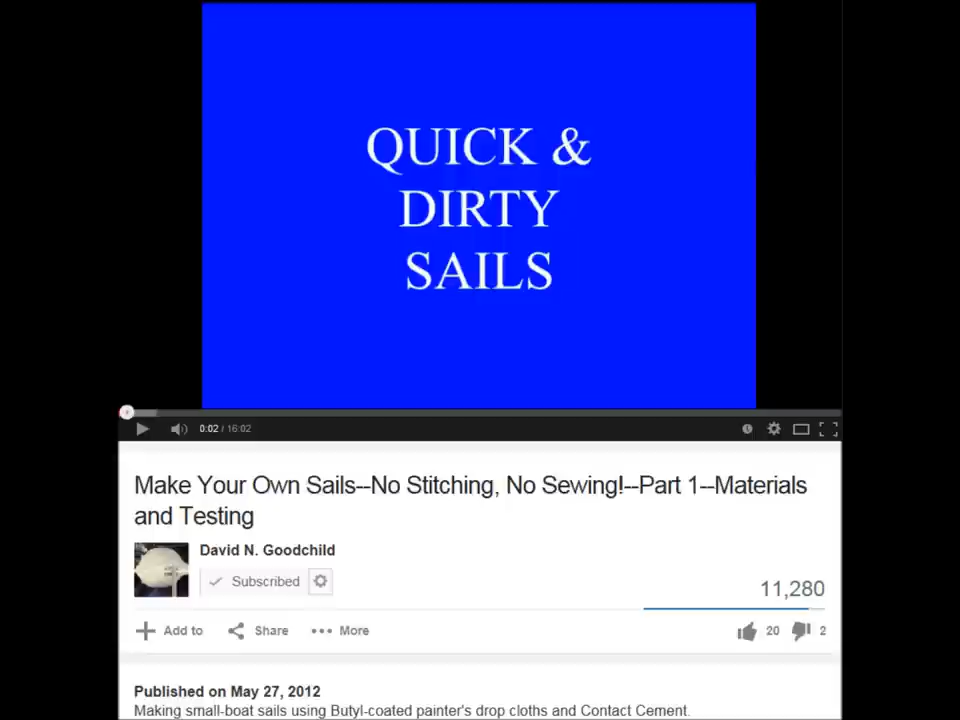 QUICK &
DIRTY
SAILS
0:02 / 16:02
Make Your Own Sails--No Stitching, No Sewing!--Part 1--Materials
and Testing
David N. Goodchild
Subscribed
11,280
Add to Share More 20 2
Published on May 27, 2012
Making small-boat sails using Butyl-coated painter's drop cloths and Contact Cement.